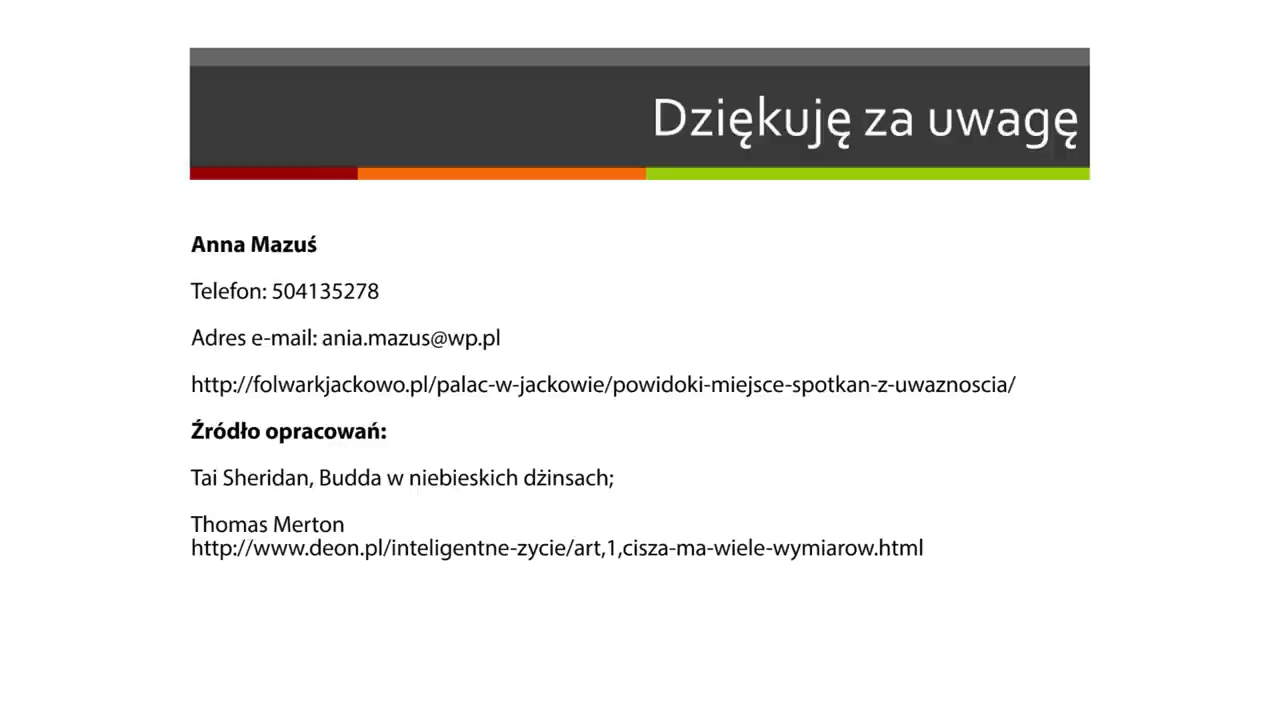 Dziękuję za uwagę
Anna Mazuś
Telefon: 504135278
Adres e-mail: ania.mazus@wp.pl
http://folwarkjackowo.pl/palac-w-jackowie/powidoki-miejsce-spotkan-z-uwaznoscia/
Źródło opracowań:
Tai Sheridan, Budda w niebieskich dżinsach;
Thomas Merton
http://www.deon.pl/inteligentne-zycie/art,1,cisza-ma-wiele-wymiarow.html